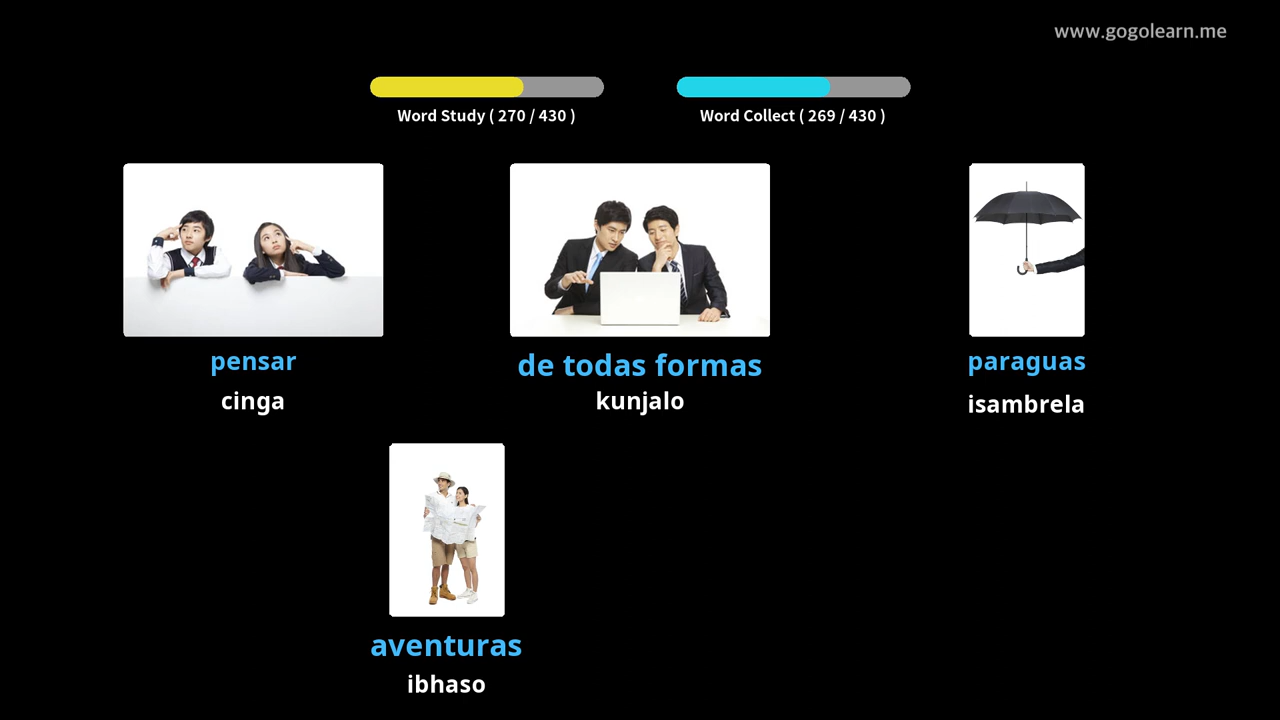 www.gogolearn.me
Word Study ( 270 / 430 )
Word Collect ( 269 / 430 )
pensar
cinga
de todas formas
kunjalo
paraguas
isambrela
aventuras
ibhaso